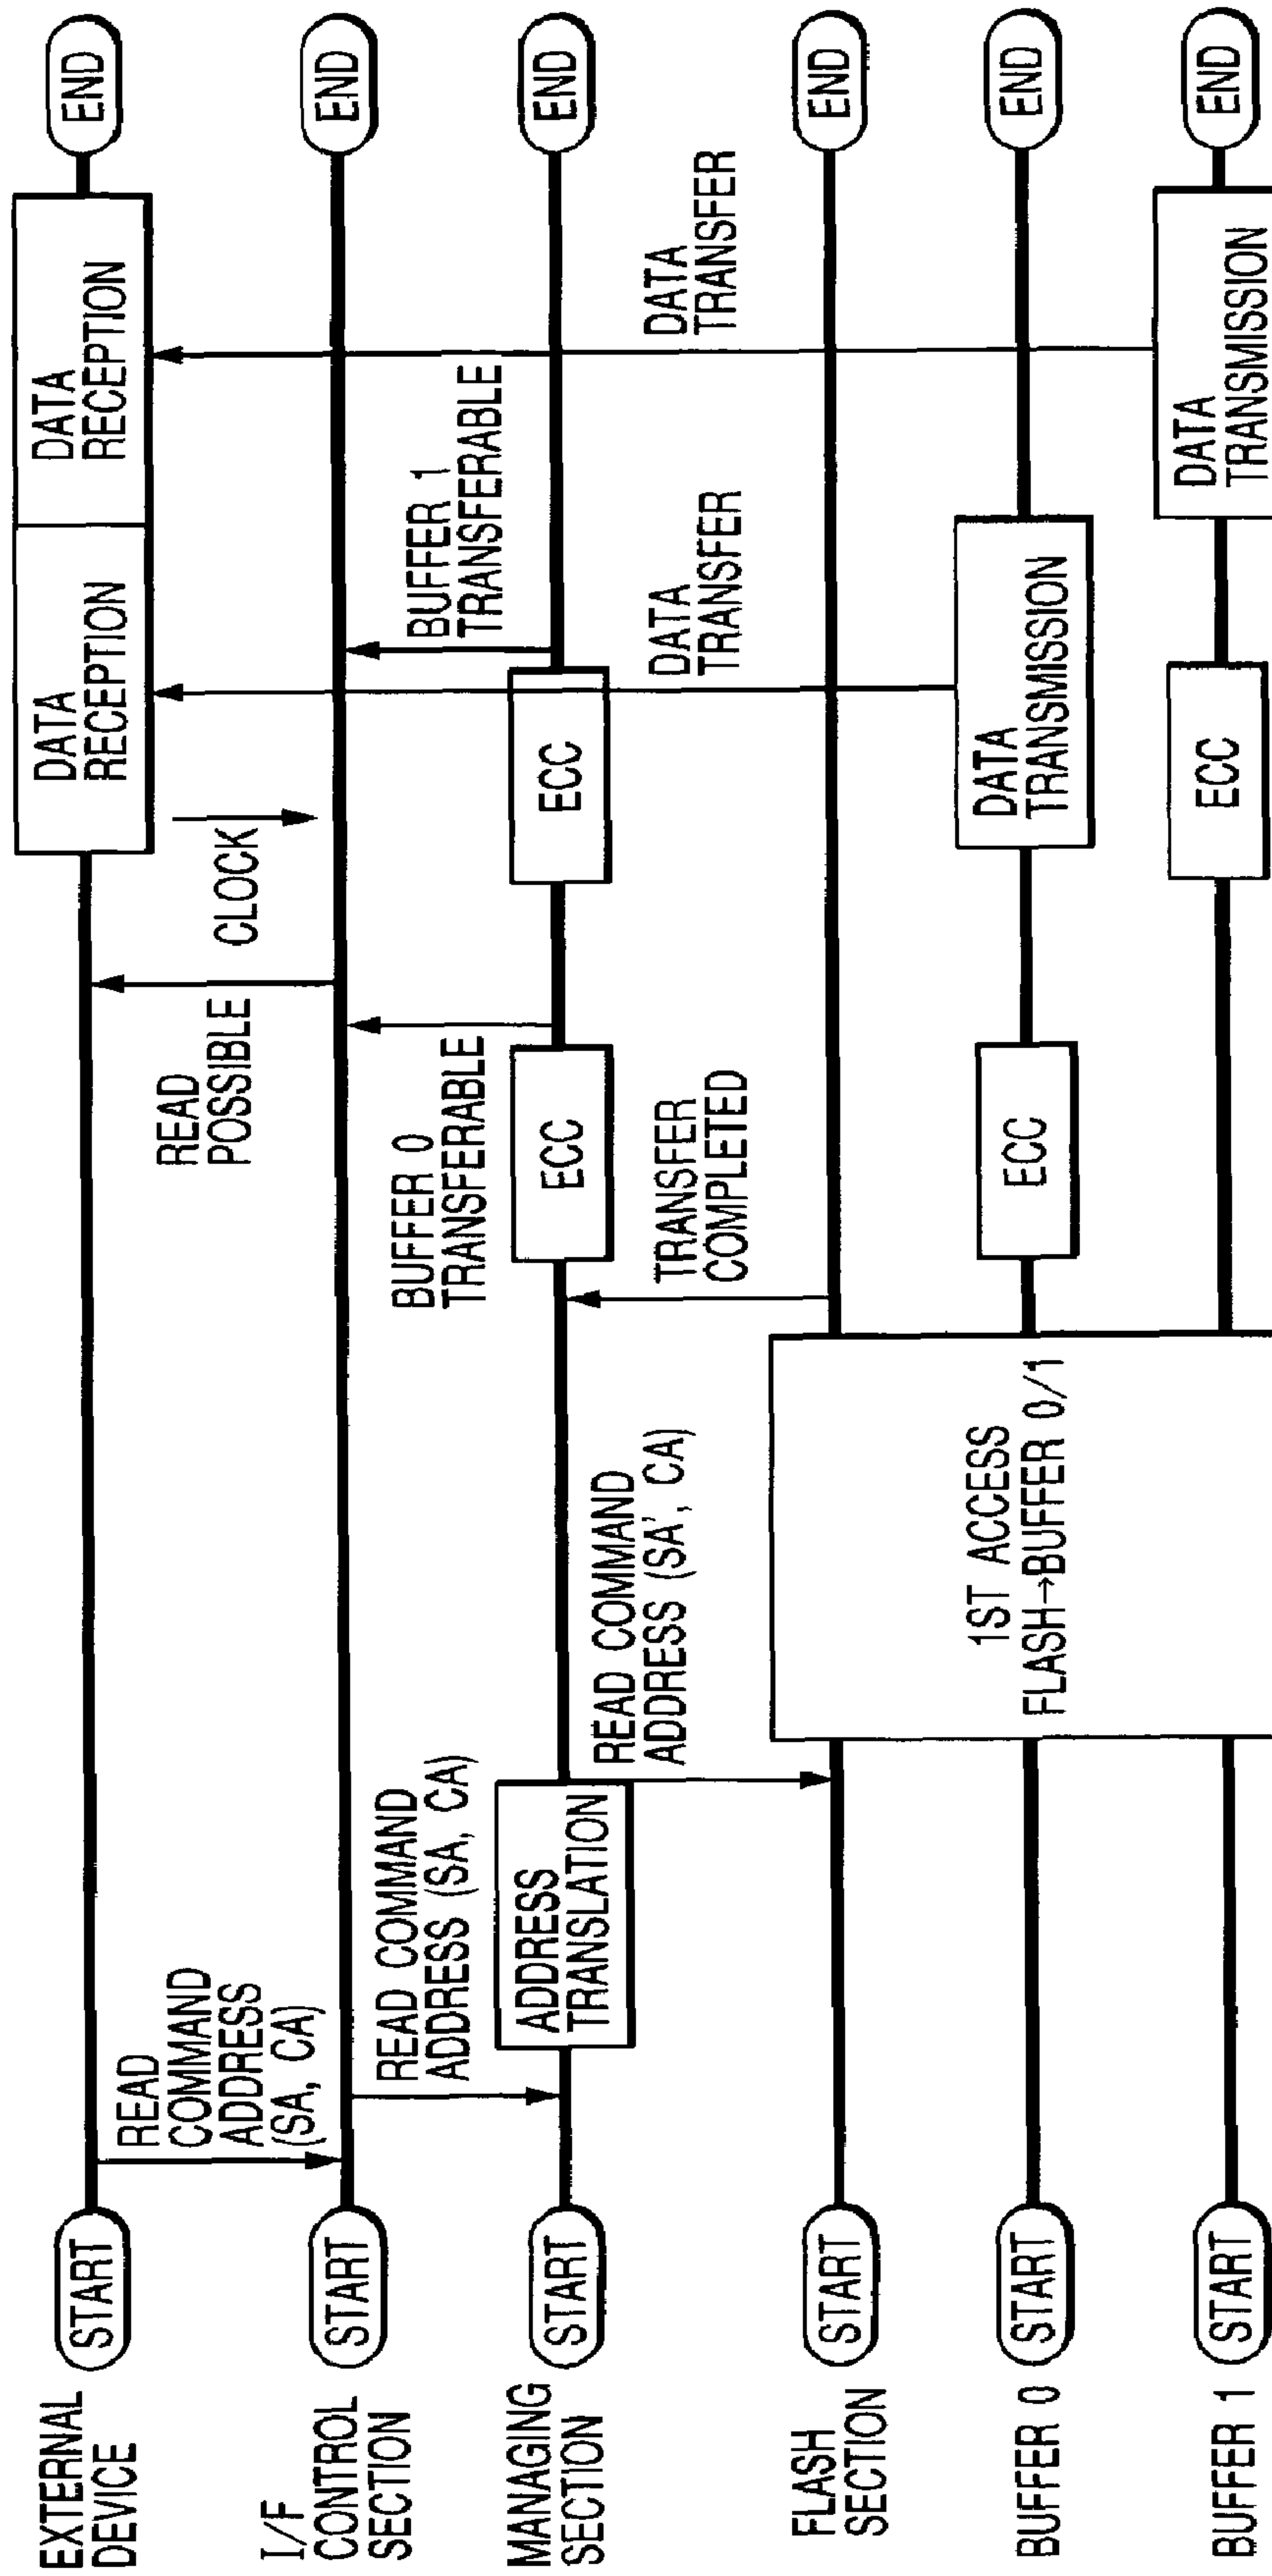 EXTERNAL
DEVICE
START
READ
COMMAND
ADDRESS
(SA, CA)
READ
POSSIBLE
CLOCK
DATA
RECEPTION
DATA
RECEPTION
END
I/F
CONTROL
SECTION
START
READ COMMAND
ADDRESS (SA, CA)
BUFFER 0
TRANSFERABLE
BUFFER 1
TRANSFERABLE
END
MANAGING
SECTION
START
ADDRESS
TRANSLATION
READ COMMAND
ADDRESS (SA', CA)
ECC
ECC
END
TRANSFER
COMPLETED
DATA
TRANSFER
DATA
TRANSFER
FLASH
SECTION
START
END
BUFFER 0
START
1ST ACCESS
FLASH→BUFFER 0/1
ECC
DATA
TRANSMISSION
END
BUFFER 1
START
ECC
DATA
TRANSMISSION
END